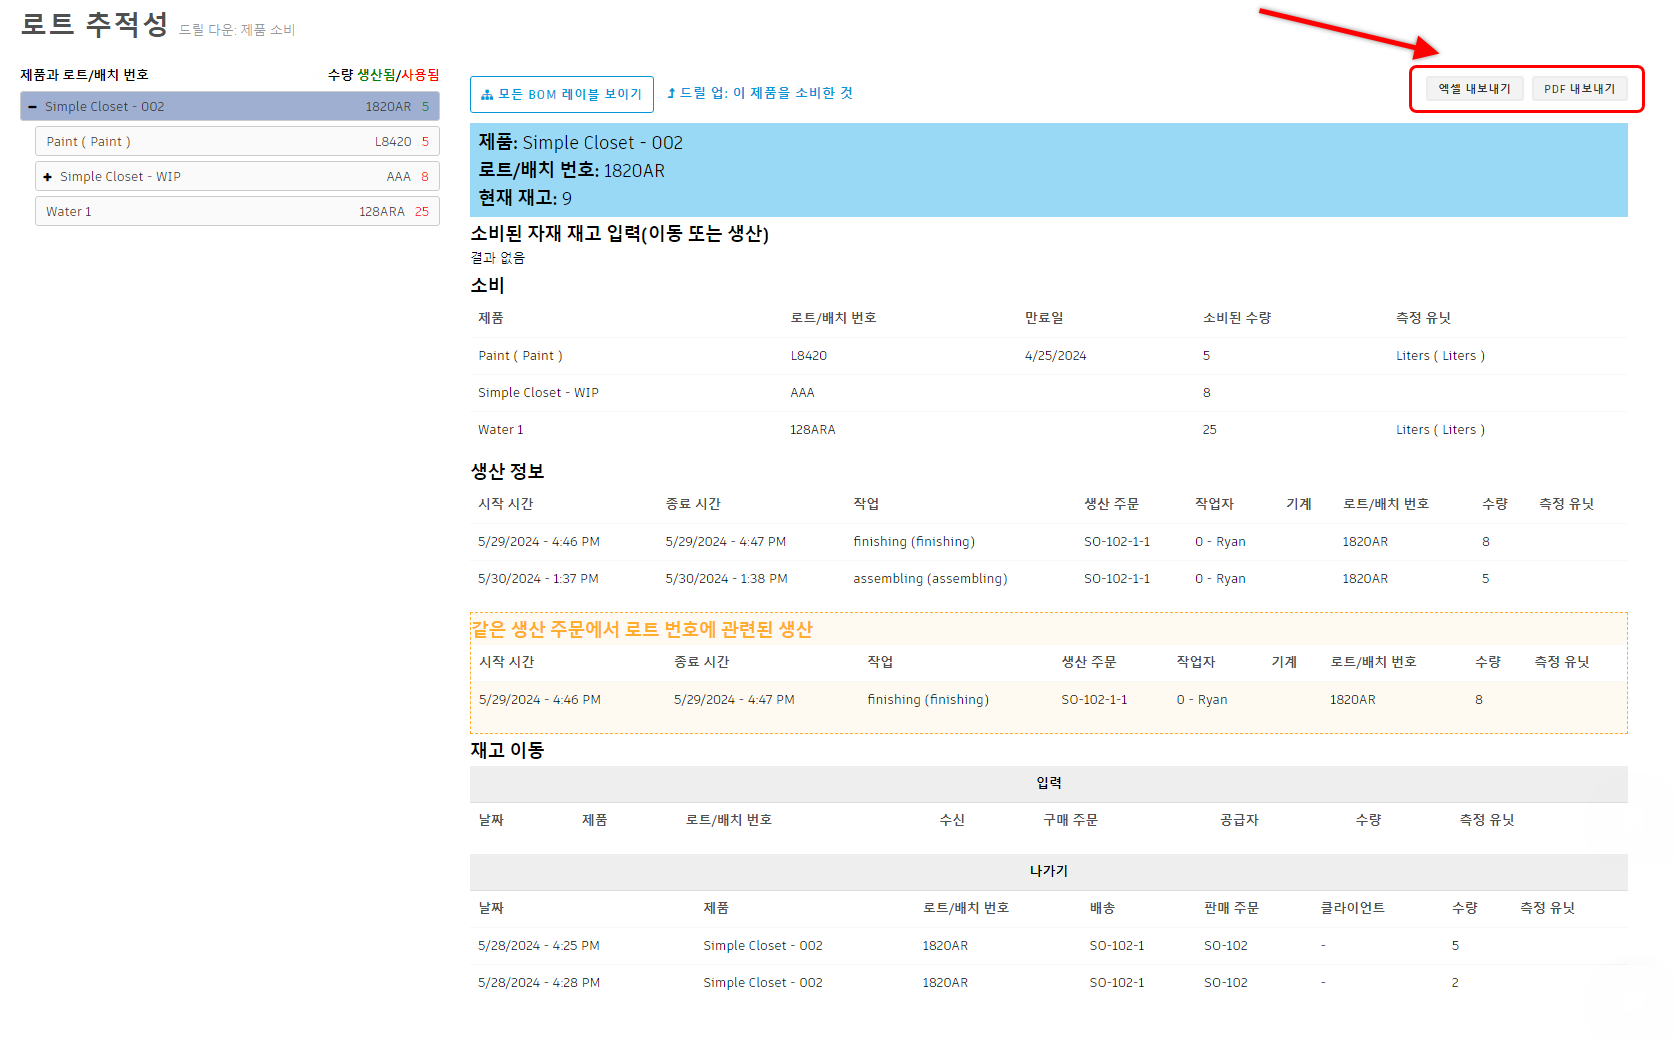 로트 추적성 드릴 다운: 제품 소비
제품과 로트/배치 번호 수량 생산됨/사용됨
Simple Closet - 002 1820AR 5
Paint ( Paint ) L8420 5
Simple Closet - WIP AAA 8
Water 1 128ARA 25
모든 BOM 레이블 보이기 드릴 업: 이 제품을 소비한 것
엑셀 내보내기 PDF 내보내기
제품: Simple Closet - 002
로트/배치 번호: 1820AR
현재 재고: 9
소비된 자재 재고 입력(이동 또는 생산)
결과 없음
소비
제품 로트/배치 번호 만료일 소비된 수량 측정 유닛
Paint ( Paint ) L8420 4/25/2024 5 Liters ( Liters )
Simple Closet - WIP AAA 8
Water 1 128ARA 25 Liters ( Liters )
생산 정보
시작 시간 종료 시간 작업 생산 주문 작업자 기계 로트/배치 번호 수량 측정 유닛
5/29/2024 - 4:46 PM 5/29/2024 - 4:47 PM finishing (finishing) SO-102-1-1 0 - Ryan 1820AR 8
5/30/2024 - 1:37 PM 5/30/2024 - 1:38 PM assembling (assembling) SO-102-1-1 0 - Ryan 1820AR 5
같은 생산 주문에서 로트 번호에 관련된 생산
시작 시간 종료 시간 작업 생산 주문 작업자 기계 로트/배치 번호 수량 측정 유닛
5/29/2024 - 4:46 PM 5/29/2024 - 4:47 PM finishing (finishing) SO-102-1-1 0 - Ryan 1820AR 8
재고 이동
입력
날짜 제품 로트/배치 번호 수신 구매 주문 공급자 수량 측정 유닛
나가기
날짜 제품 로트/배치 번호 배송 판매 주문 클라이언트 수량 측정 유닛
5/28/2024 - 4:25 PM Simple Closet - 002 1820AR SO-102-1 SO-102 - 5
5/28/2024 - 4:28 PM Simple Closet - 002 1820AR SO-102-1 SO-102 - 2